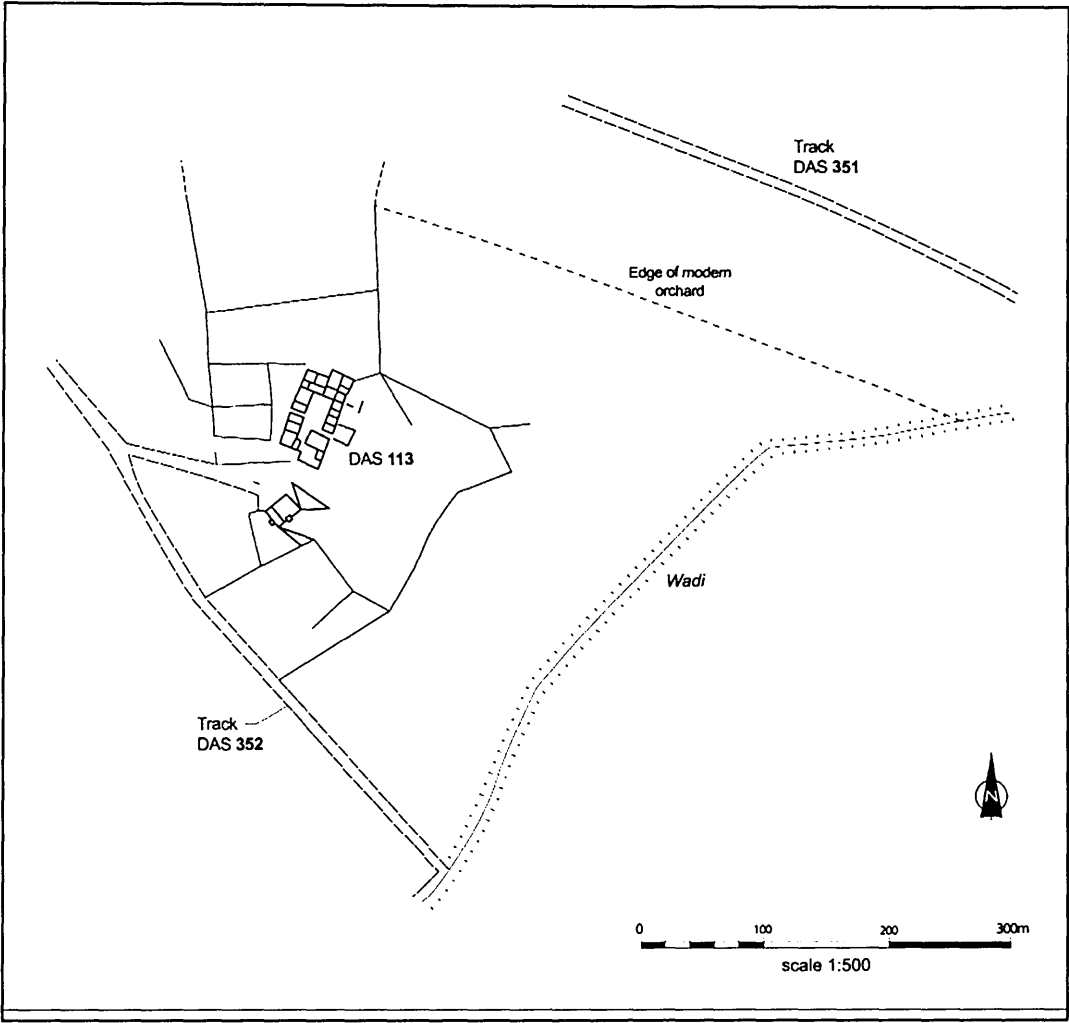 Track
DAS 351
Edge of modern
orchard
DAS 113
Wadi
Track
DAS 352
N
0 100 200 300m
scale 1:500